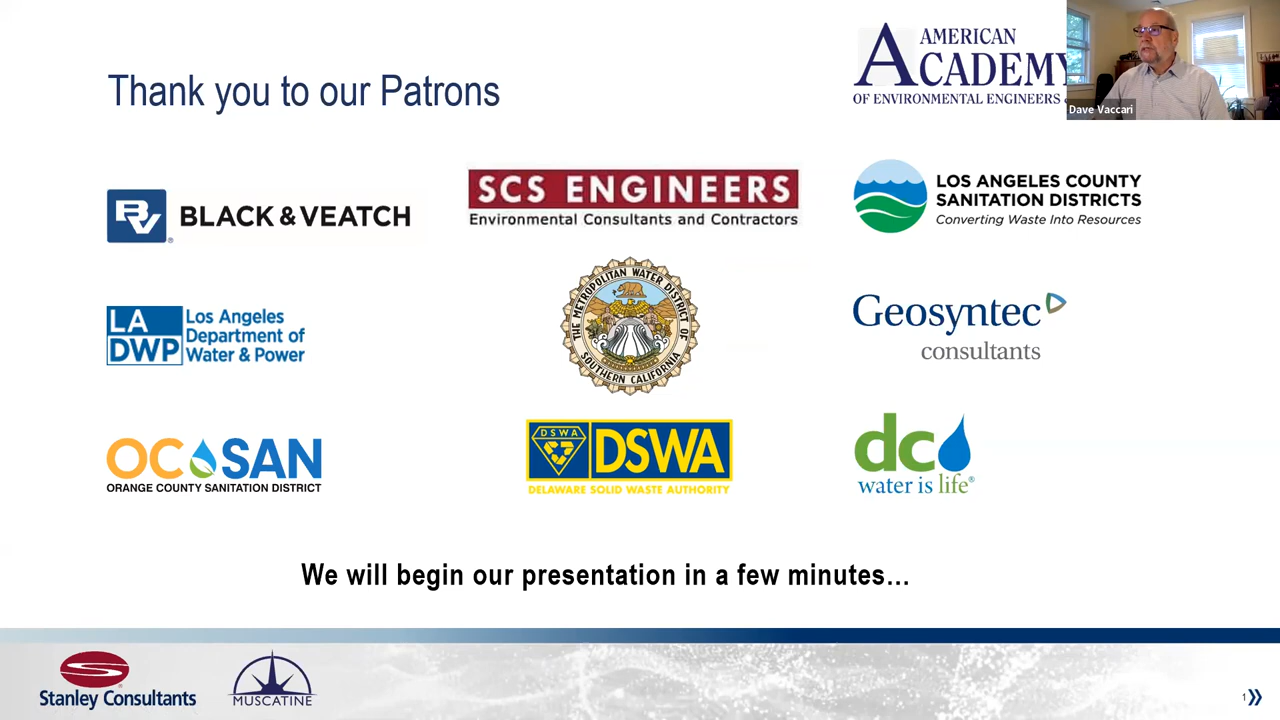 Thank you to our Patrons
AMERICAN
ACADEMY
OF ENVIRONMENTAL ENGINEERS
Dave Vaccari
BV
®
BLACK & VEATCH
SCS ENGINEERS
Environmental Consultants and Contractors
LOS ANGELES COUNTY
SANITATION DISTRICTS
Converting Waste Into Resources
LA
DWP
Los Angeles
Department of
Water & Power
THE METROPOLITAN WATER DISTRICT OF
SOUTHERN CALIFORNIA
Geosyntec
consultants
OC SAN
ORANGE COUNTY SANITATION DISTRICT
DSWA
DSWA
DELAWARE SOLID WASTE AUTHORITY
dc
water is life®
We will begin our presentation in a few minutes...
Stanley Consultants
MUSCATINE
1